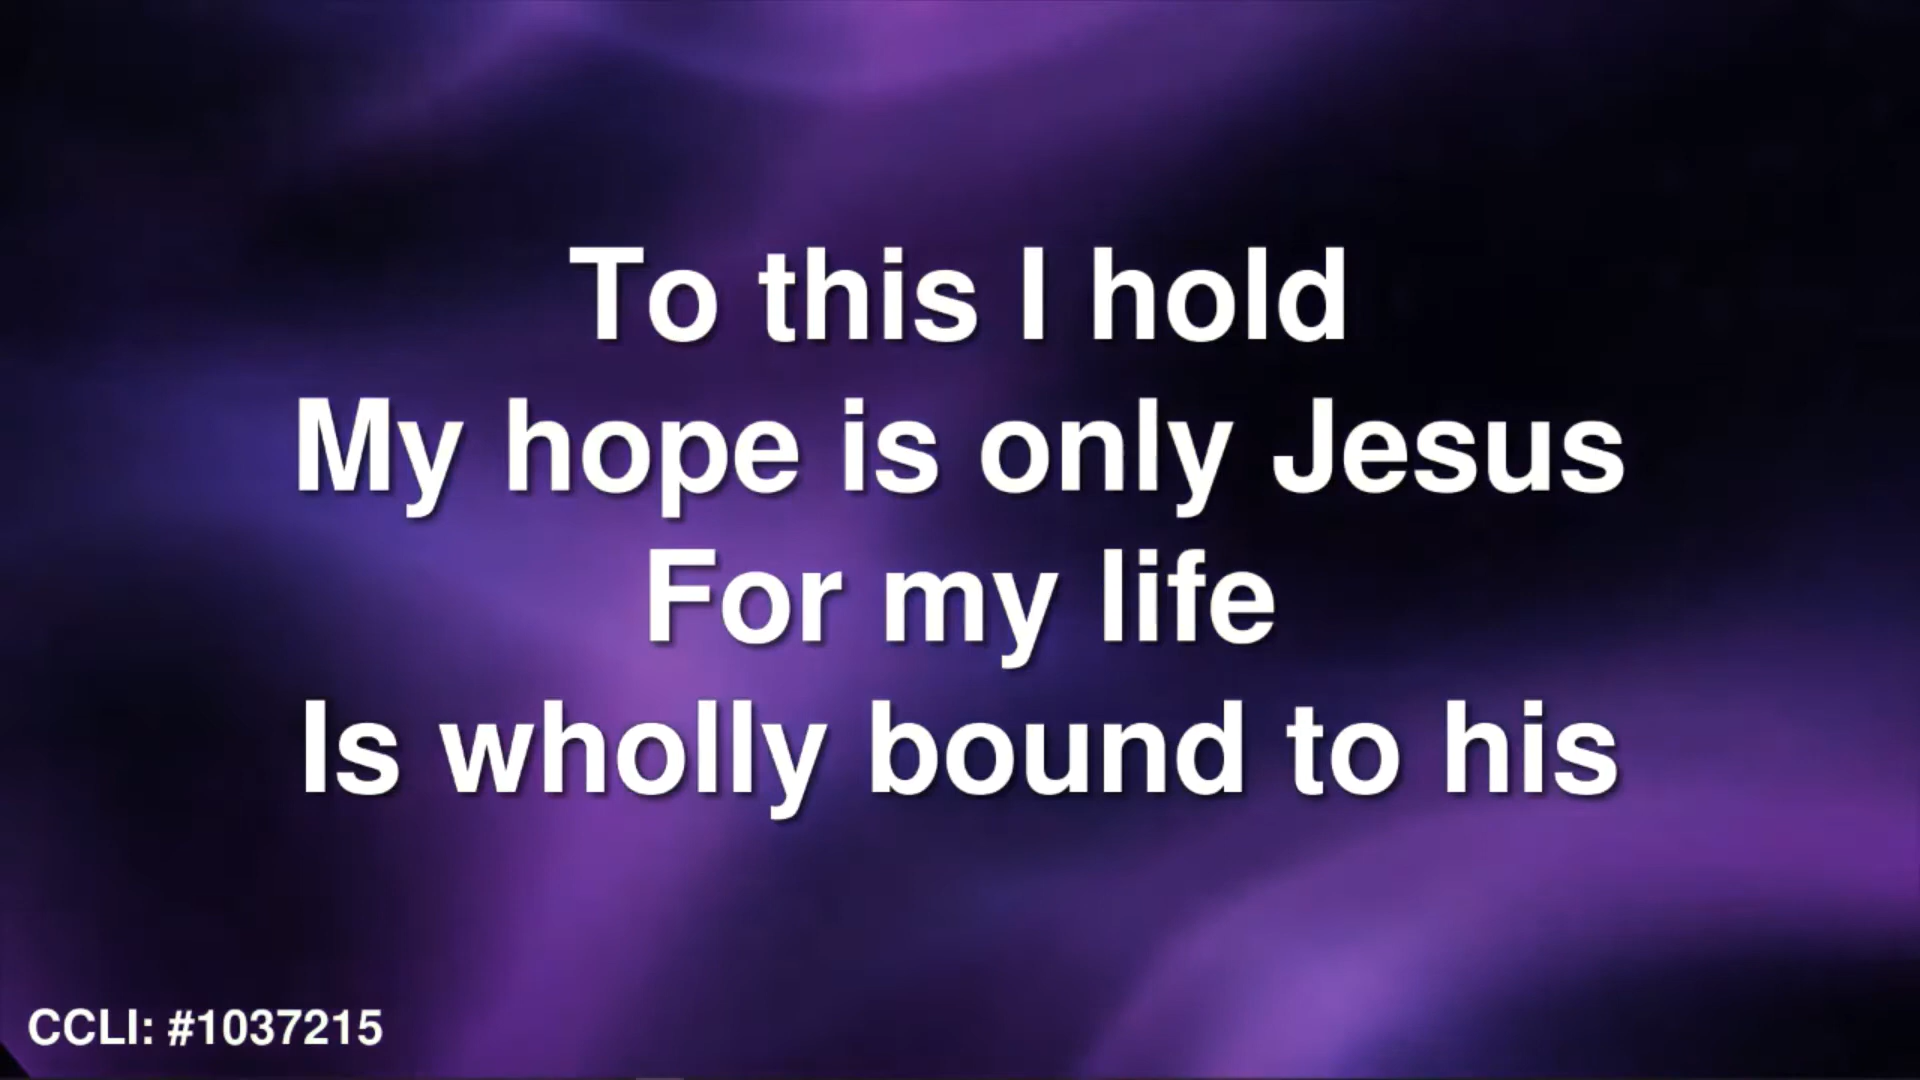 To this I hold
My hope is only Jesus
For my life
Is wholly bound to his
CCLI: #1037215